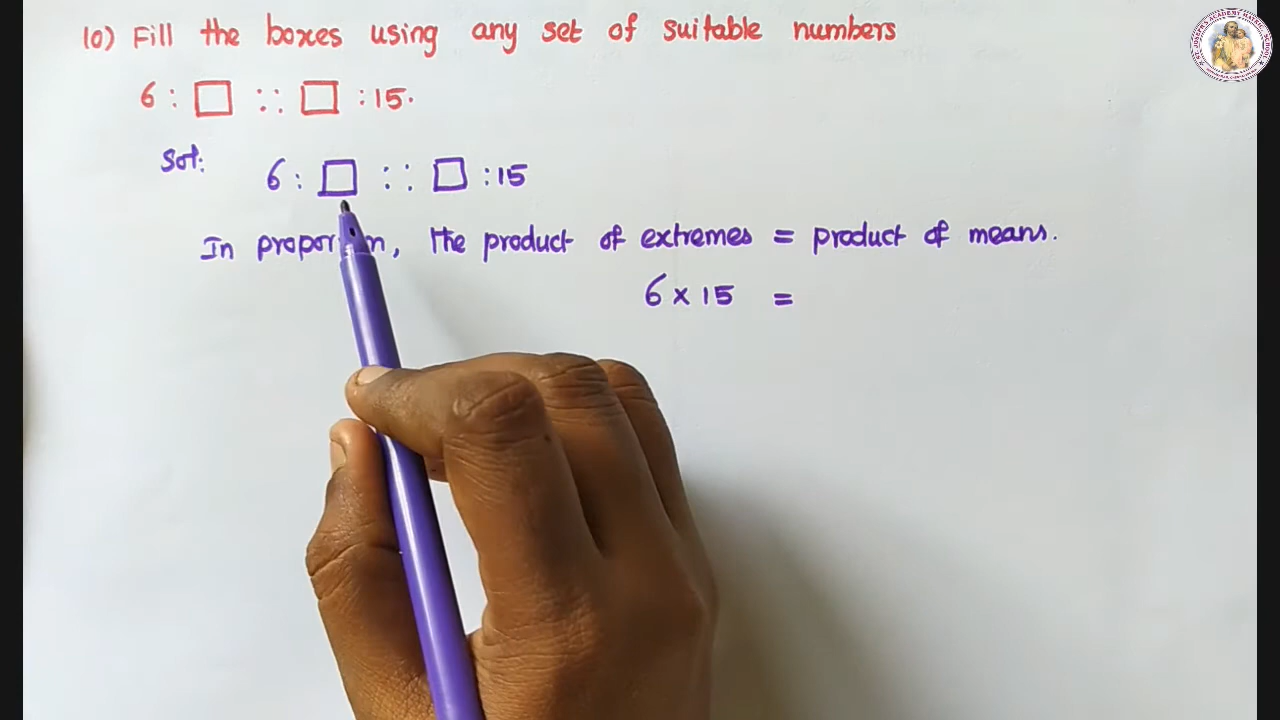 10) Fill the boxes using any set of suitable numbers
6 : □ :: □ : 15.
Sol:
6 : □ :: □ : 15
In, the product of extremes = product of means.
6 × 15 =